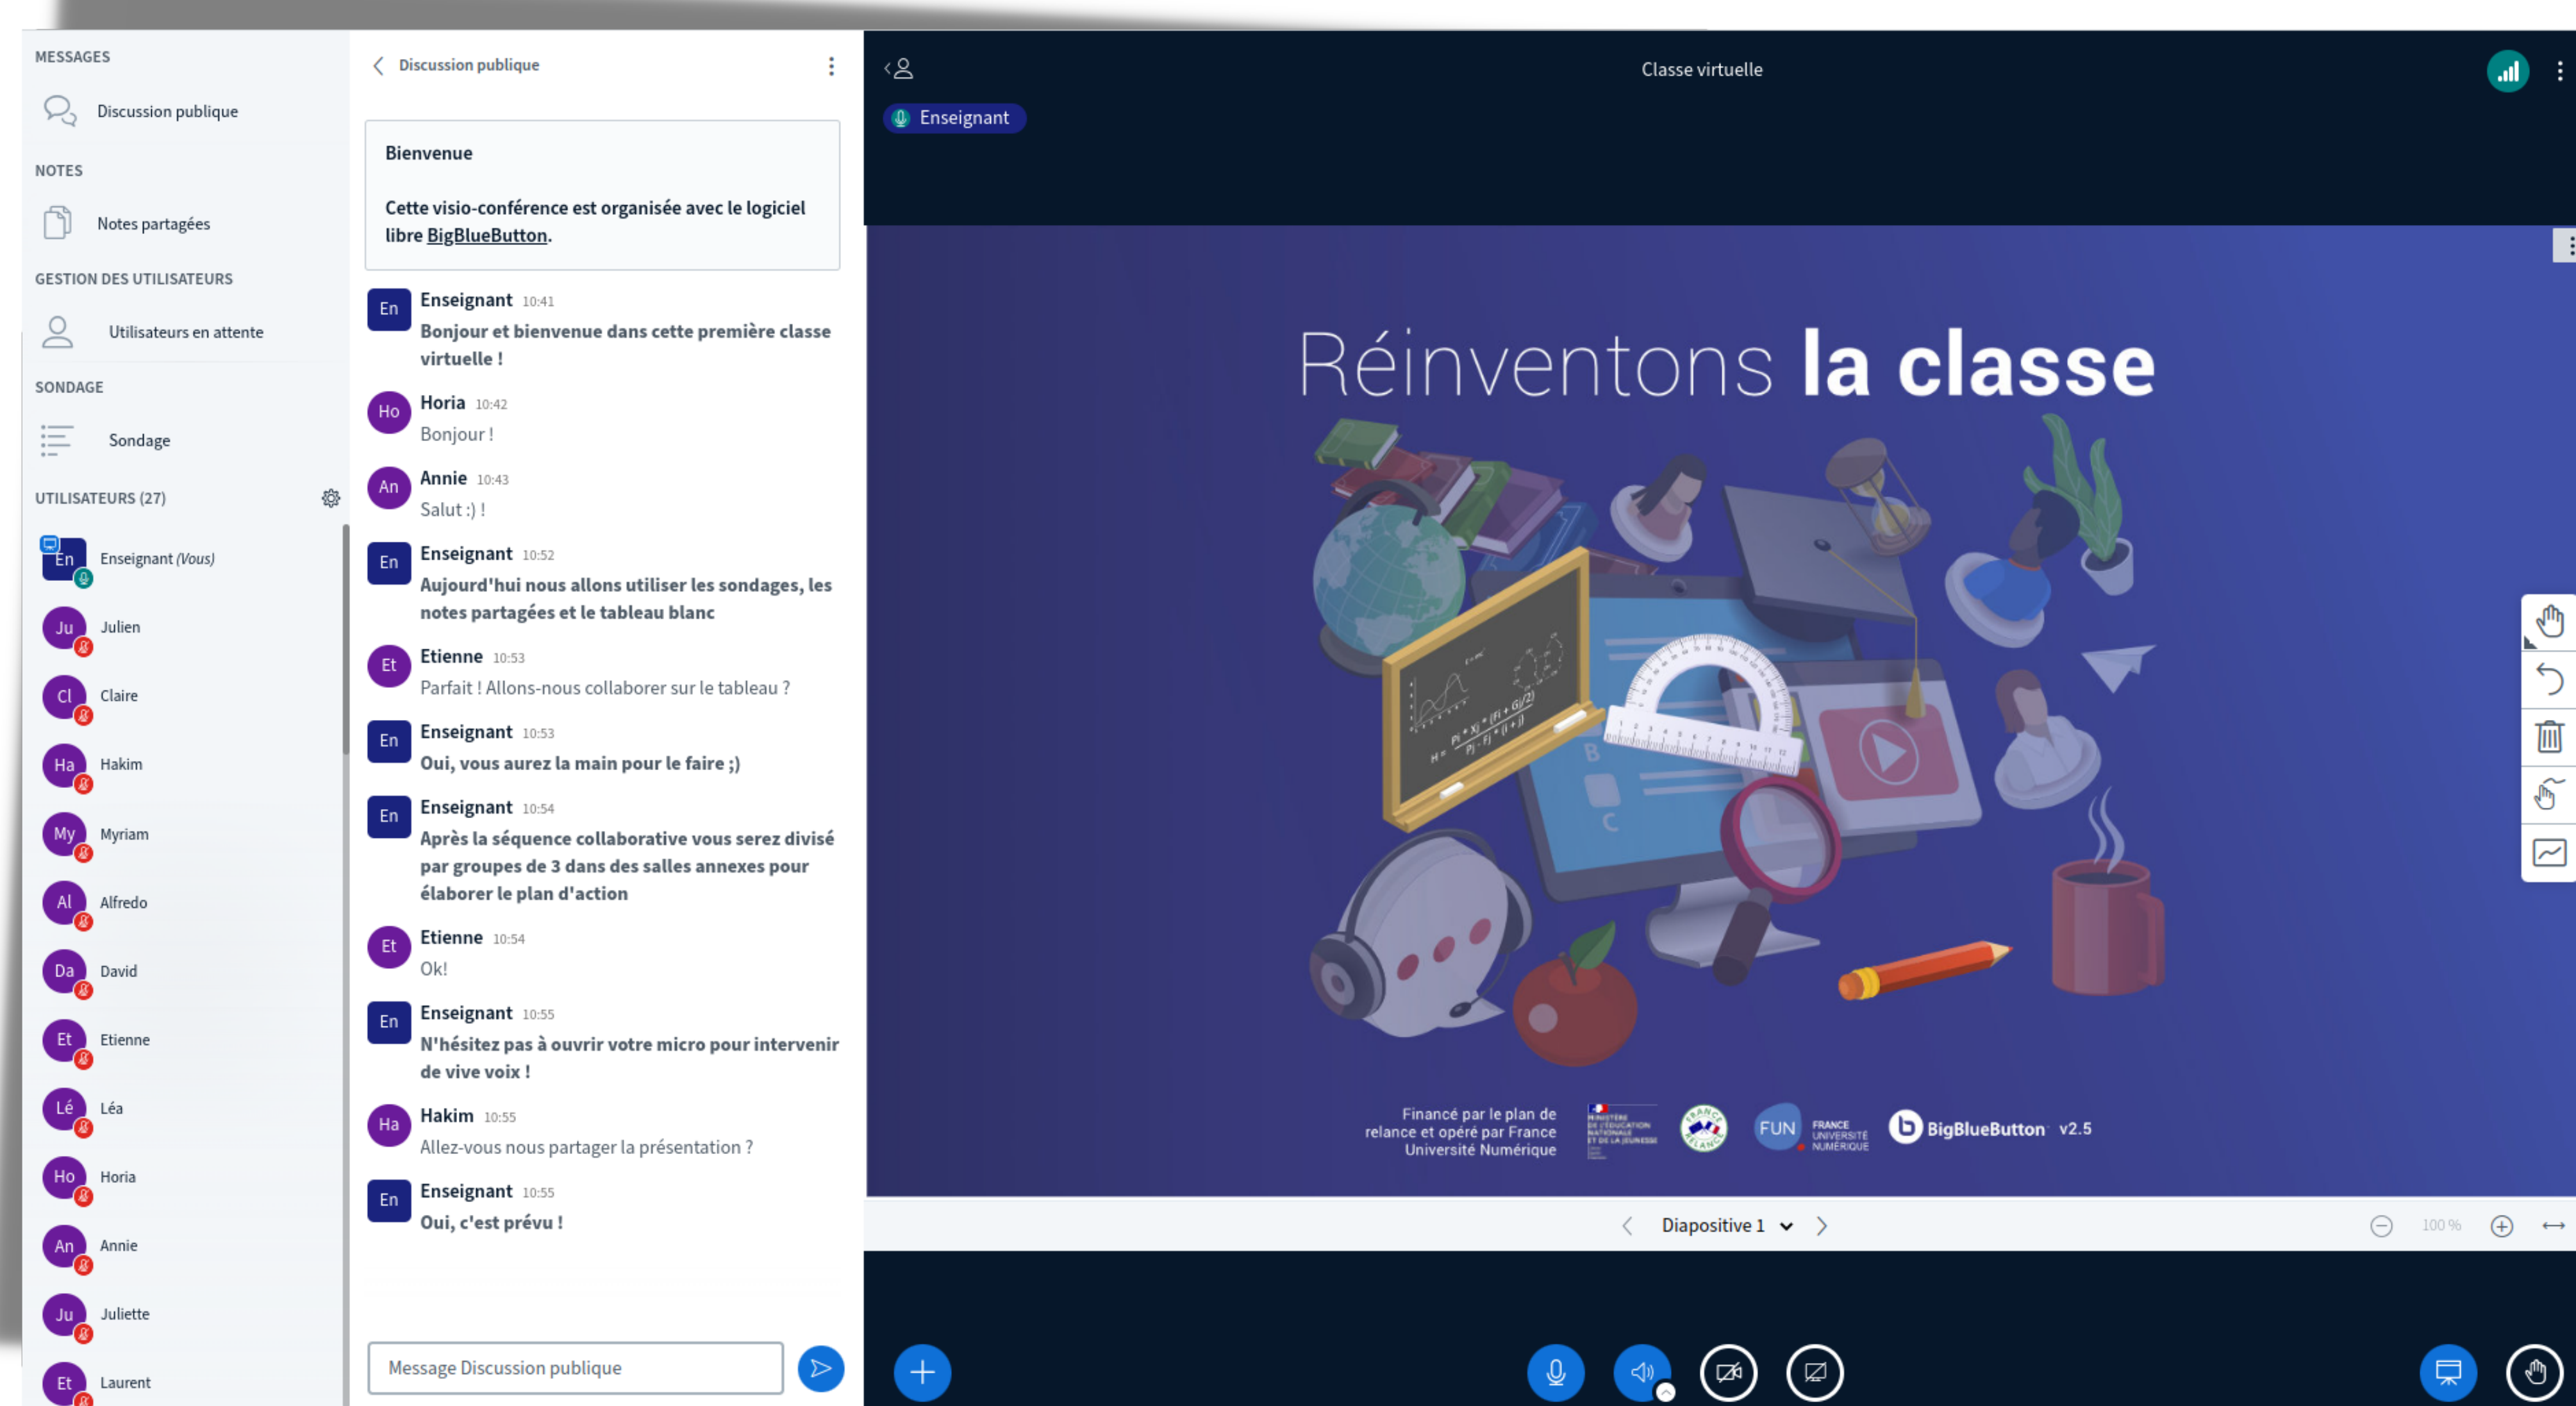 MESSAGES
Discussion publique
NOTES
Notes partagées
GESTION DES UTILISATEURS
Utilisateurs en attente
SONDAGE
Sondage
UTILISATEURS (27)
En
Enseignant (Vous)
Ju
Julien
Cl
Claire
Ha
Hakim
My
Myriam
Al
Alfredo
Da
David
Et
Etienne
Lé
Léa
Ho
Horia
An
Annie
Ju
Juliette
Et
Laurent
Discussion publique
Bienvenue
Cette visio-conférence est organisée avec le logiciel
libre BigBlueButton.
En
Enseignant 10:41
Bonjour et bienvenue dans cette première classe
virtuelle !
Ho
Horia 10:42
Bonjour !
An
Annie 10:43
Salut :) !
En
Enseignant 10:52
Aujourd'hui nous allons utiliser les sondages, les
notes partagées et le tableau blanc
Et
Etienne 10:53
Parfait ! Allons-nous collaborer sur le tableau ?
En
Enseignant 10:53
Oui, vous aurez la main pour le faire ;)
En
Enseignant 10:54
Après la séquence collaborative vous serez divisé
par groupes de 3 dans des salles annexes pour
élaborer le plan d'action
Et
Etienne 10:54
Ok!
En
Enseignant 10:55
N'hésitez pas à ouvrir votre micro pour intervenir
de vive voix !
Ha
Hakim 10:55
Allez-vous nous partager la présentation ?
En
Enseignant 10:55
Oui, c'est prévu !
Message Discussion publique
Classe virtuelle
Enseignant
Réinventons la classe
B
C
Financé par le plan de
relance et opéré par France
Université Numérique
MINISTÈRE
DE L'ÉDUCATION
NATIONALE
ET DE LA JEUNESSE
FRANCE
RELANCE
FUN
FRANCE
UNIVERSITÉ
NUMÉRIQUE
BigBlueButton v2.5
Diapositive 1
100 %